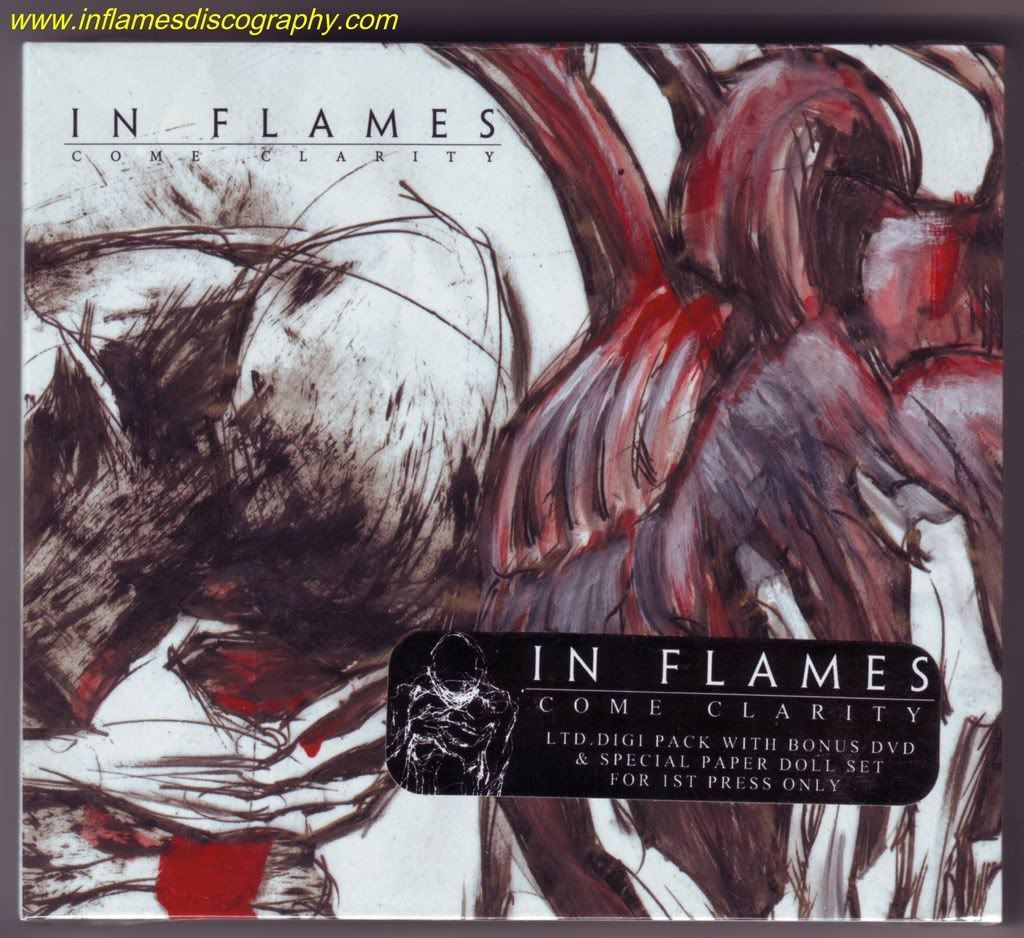 www.inflamesdiscography.com
IN FLAMES
COME CLARITY
IN FLAMES
COME CLARITY
LTD.DIGI PACK WITH BONUS DVD
& SPECIAL PAPER DOLL SET
FOR 1ST PRESS ONLY